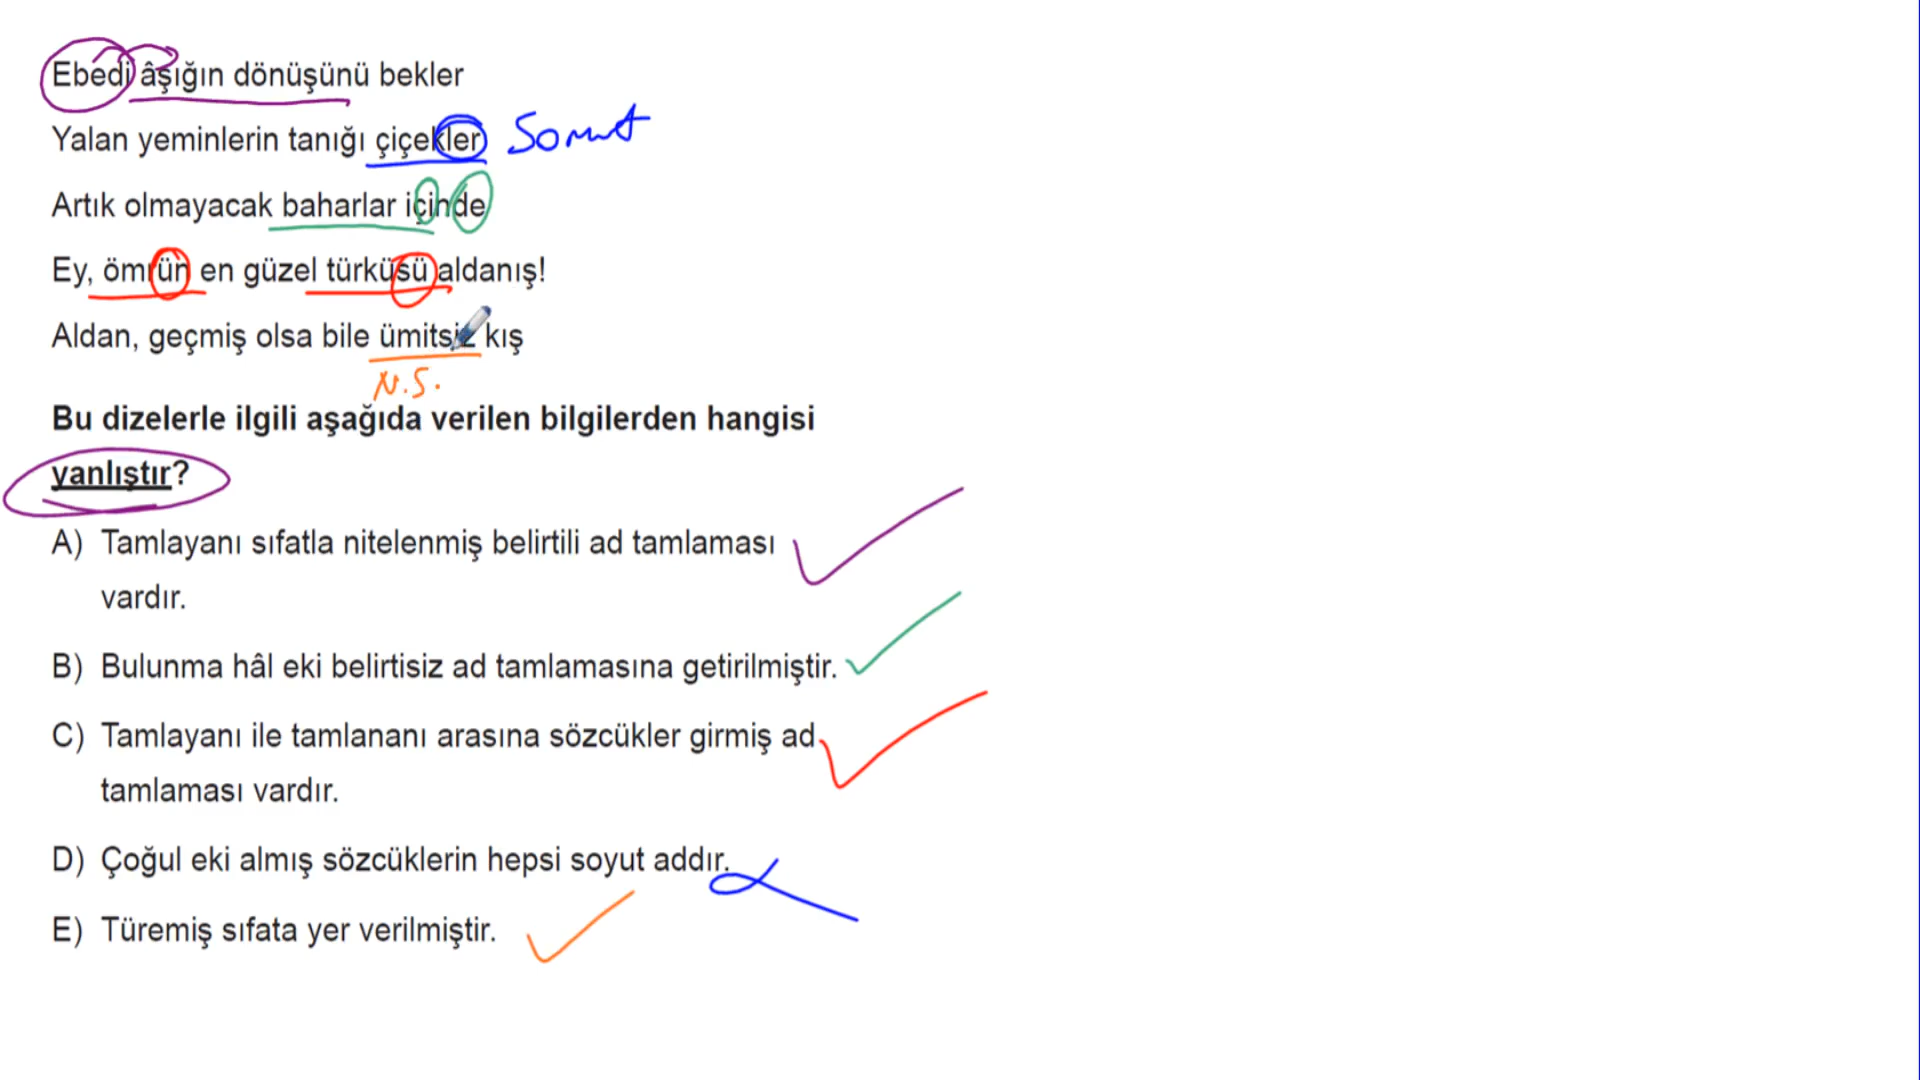 Ebedi âşığın dönüşünü bekler
Yalan yeminlerin tanığı çiçekler Somut
Artık olmayacak baharlar içinde
Ey, ömrün en güzel türküsü aldanış!
Aldan, geçmiş olsa bile ümitsiz kış
N.S.
Bu dizelerle ilgili aşağıda verilen bilgilerden hangisi
yanlıştır?
A) Tamlayanı sıfatla nitelenmiş belirtili ad tamlaması
vardır.
B) Bulunma hâl eki belirtisiz ad tamlamasına getirilmiştir.
C) Tamlayanı ile tamlananı arasına sözcükler girmiş ad
tamlaması vardır.
D) Çoğul eki almış sözcüklerin hepsi soyut addır.
E) Türemiş sıfata yer verilmiştir.